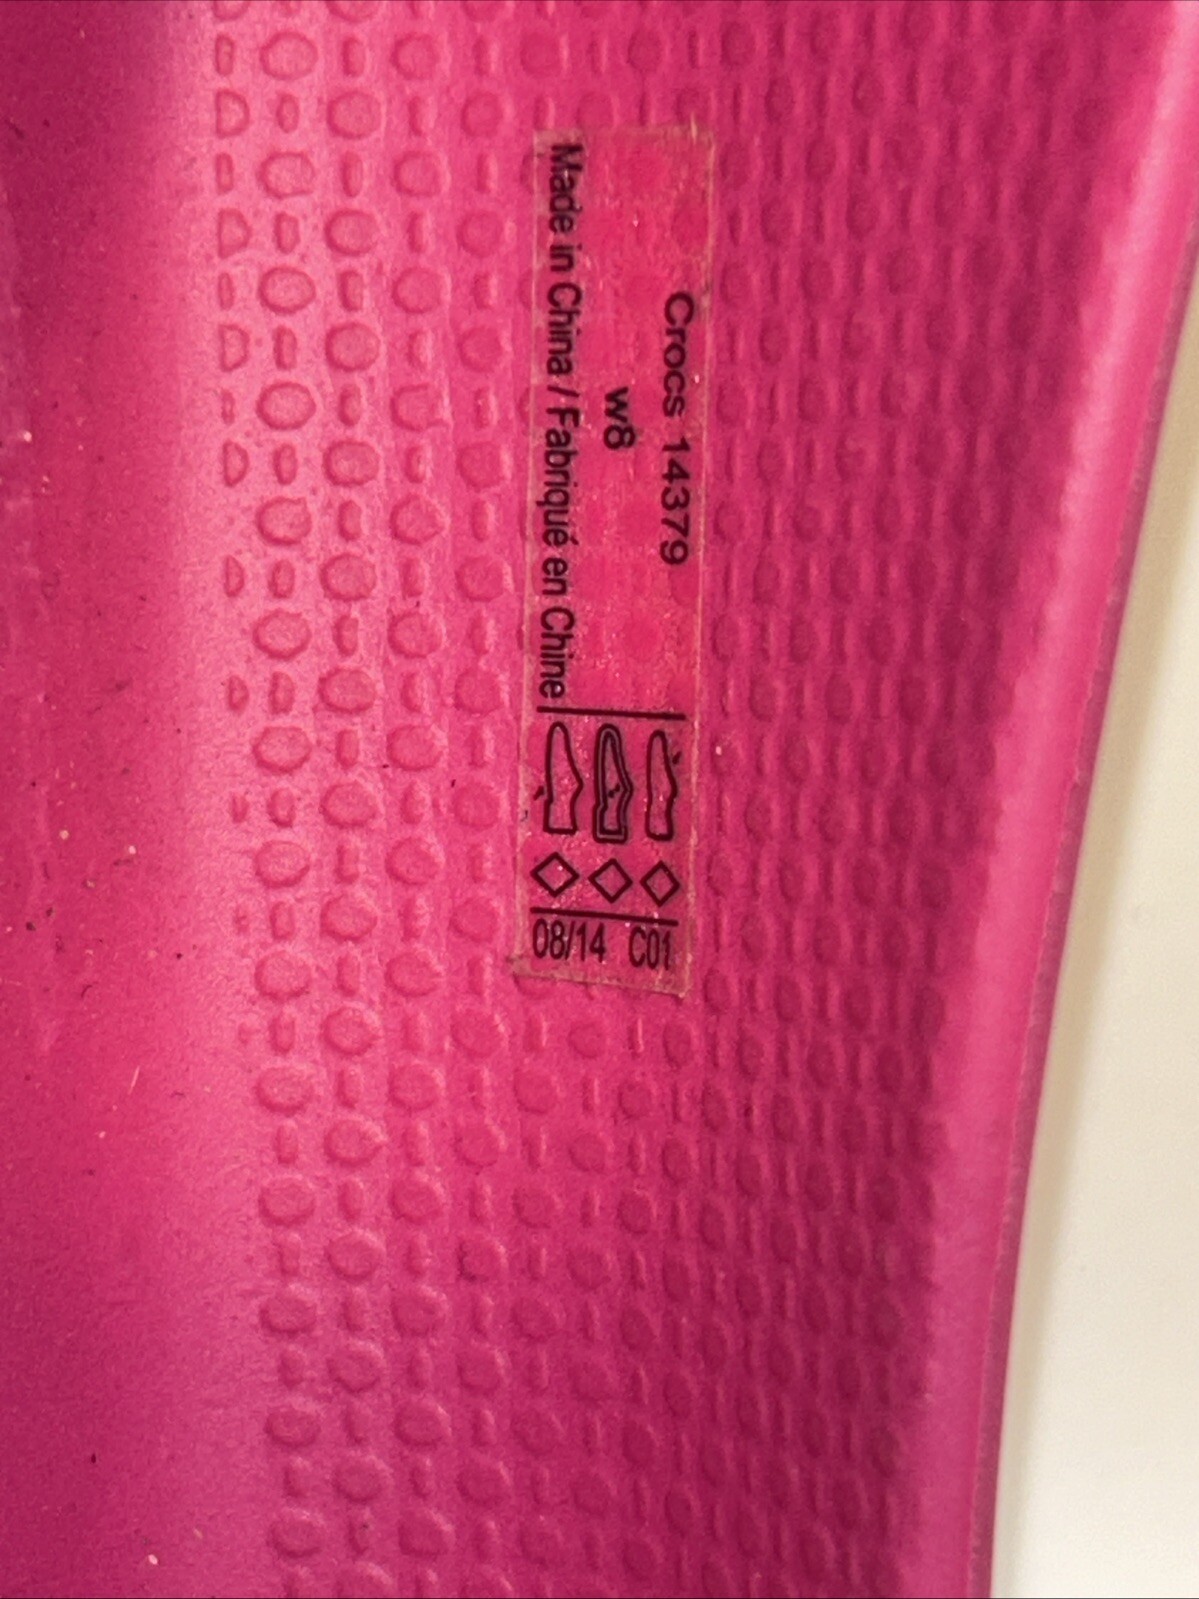 Crocs 14379
w8
Made in China / Fabriqué en Chine
08/14 C01